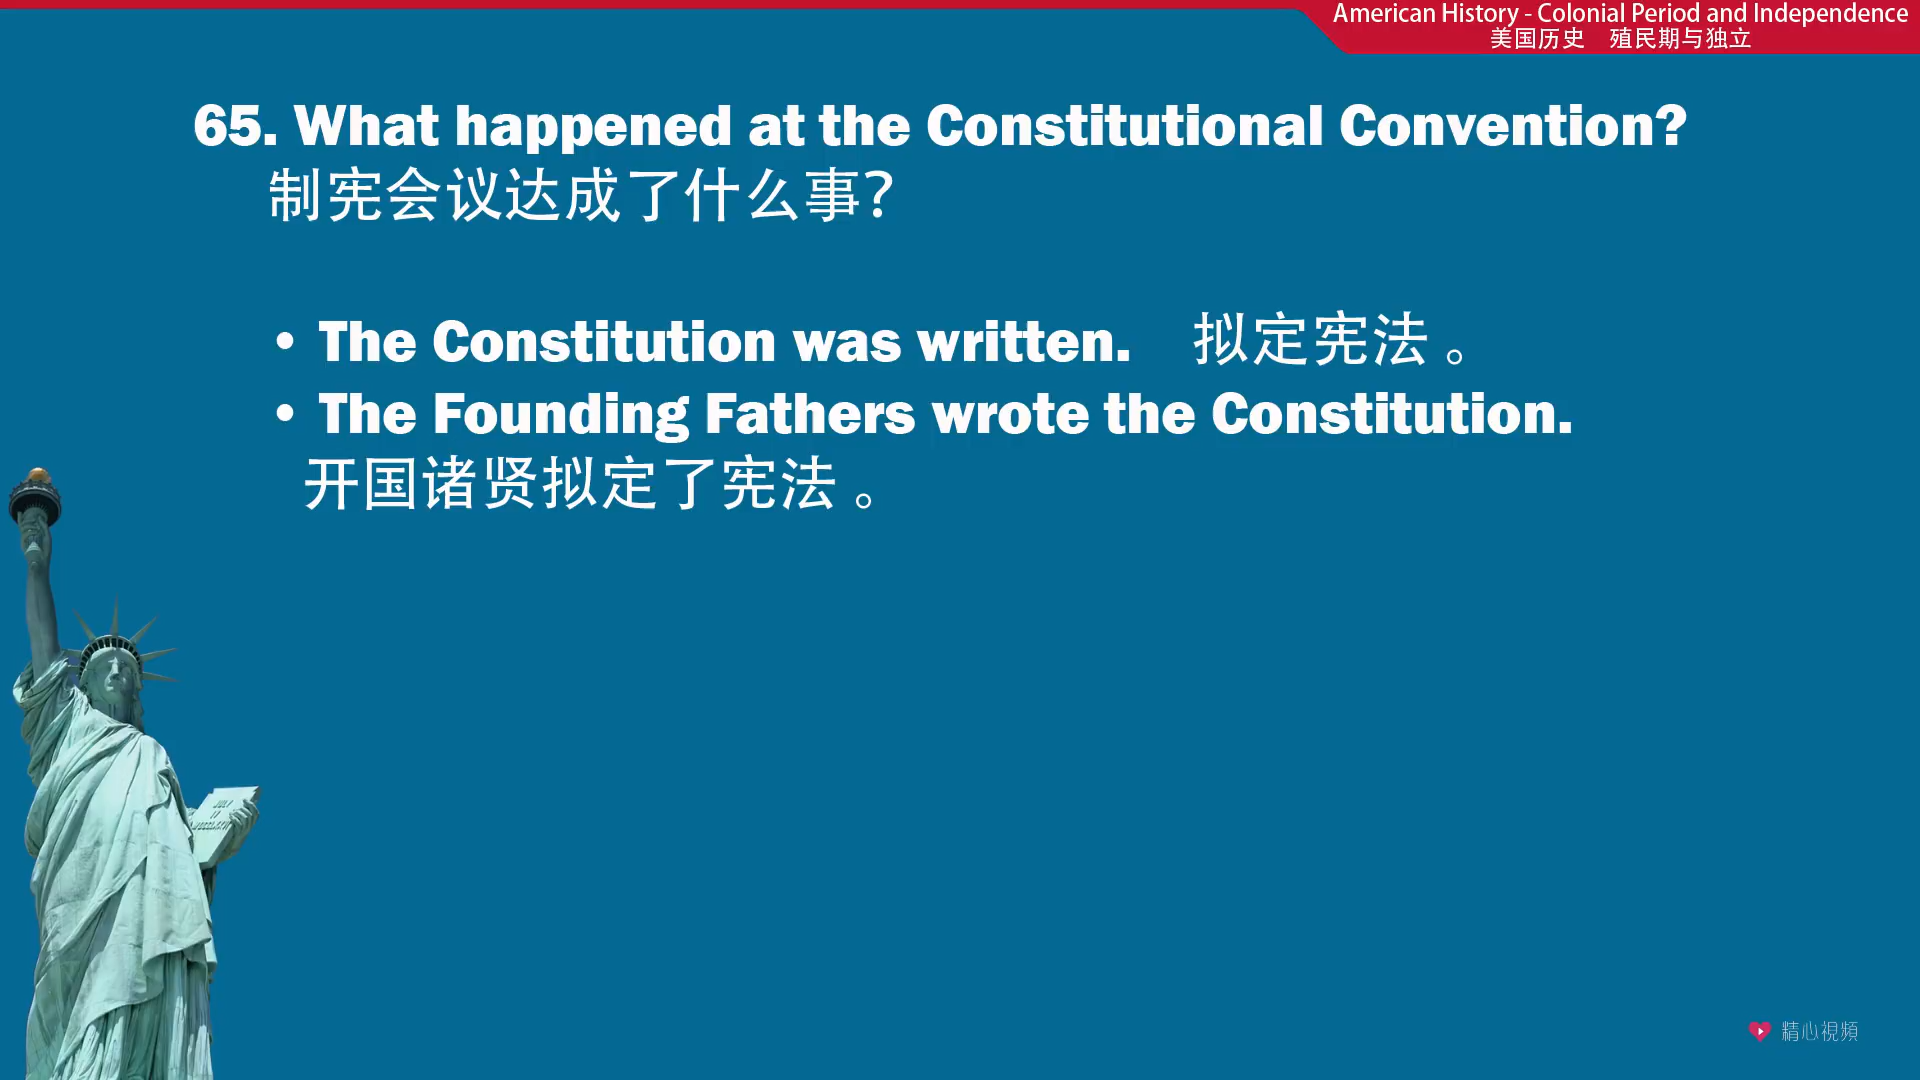 American History - Colonial Period and Independence
美国历史 殖民期与独立
65. What happened at the Constitutional Convention?
制宪会议达成了什么事?
• The Constitution was written. 拟定宪法。
• The Founding Fathers wrote the Constitution.
开国诸贤拟定了宪法。
JULY
IV
精心視頻